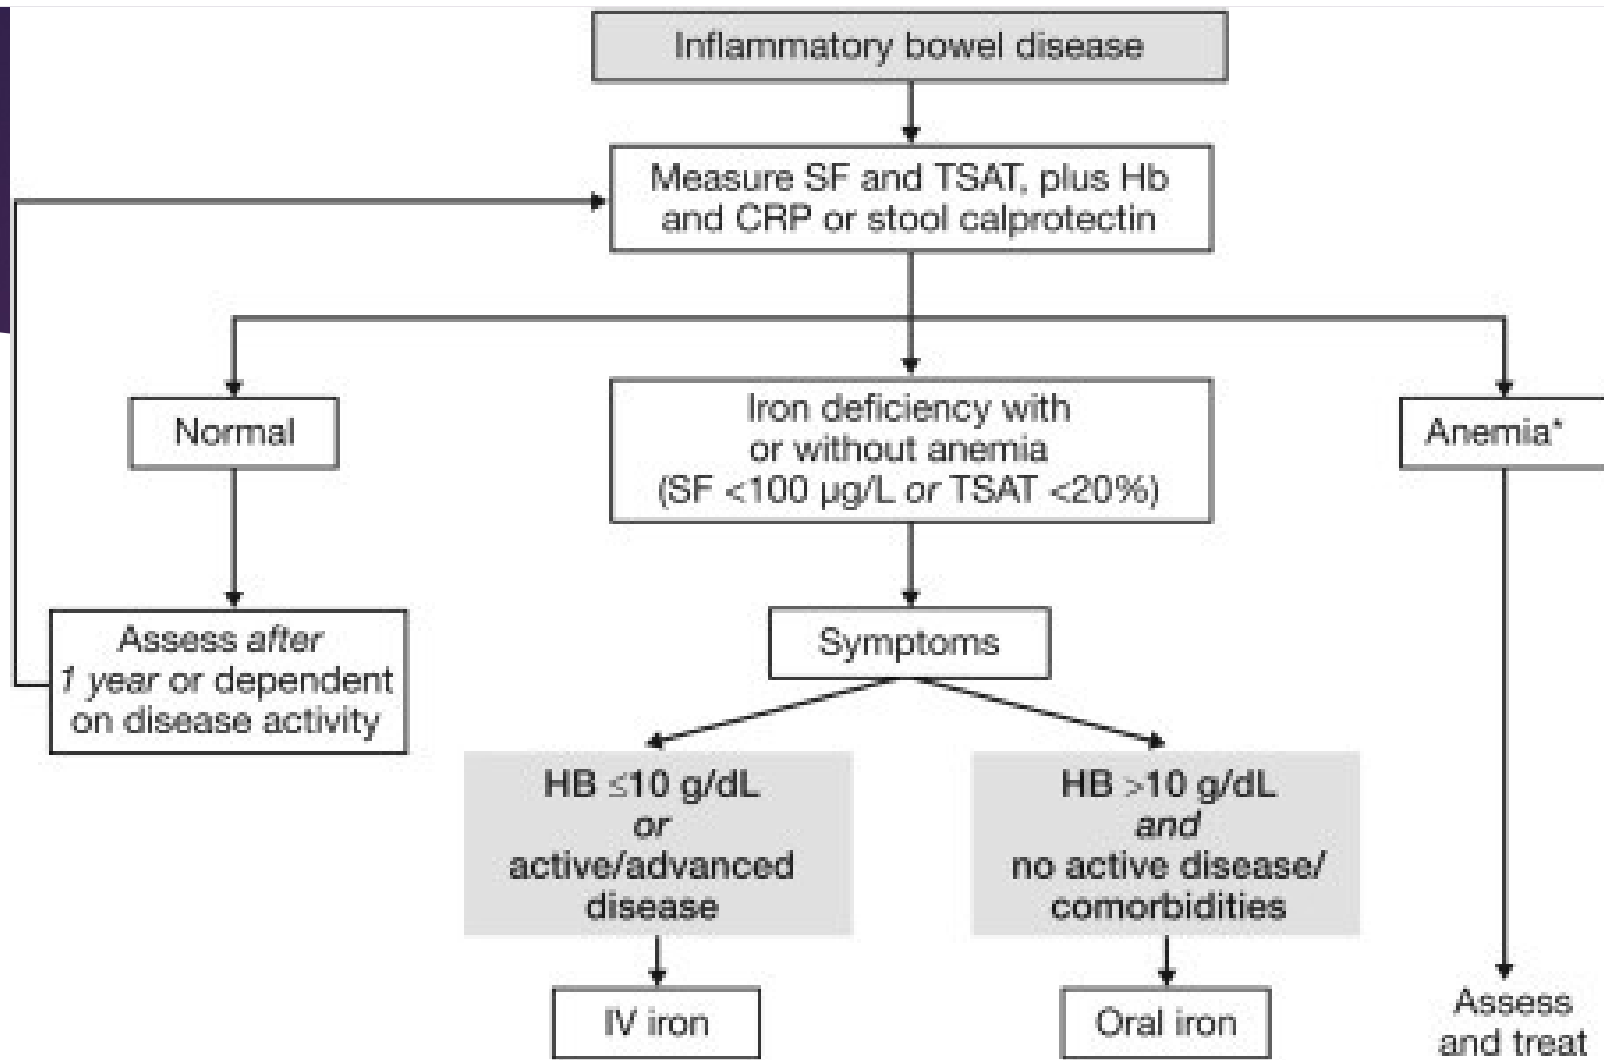 Inflammatory bowel disease
Measure SF and TSAT, plus Hb
and CRP or stool calprotectin
Normal
Iron deficiency with
or without anemia
(SF <100 µg/L or TSAT <20%)
Anemia*
Assess after
1 year or dependent
on disease activity
Symptoms
HB ≤10 g/dL
or
active/advanced
disease
HB >10 g/dL
and
no active disease/
comorbidities
IV iron
Oral iron
Assess
and treat